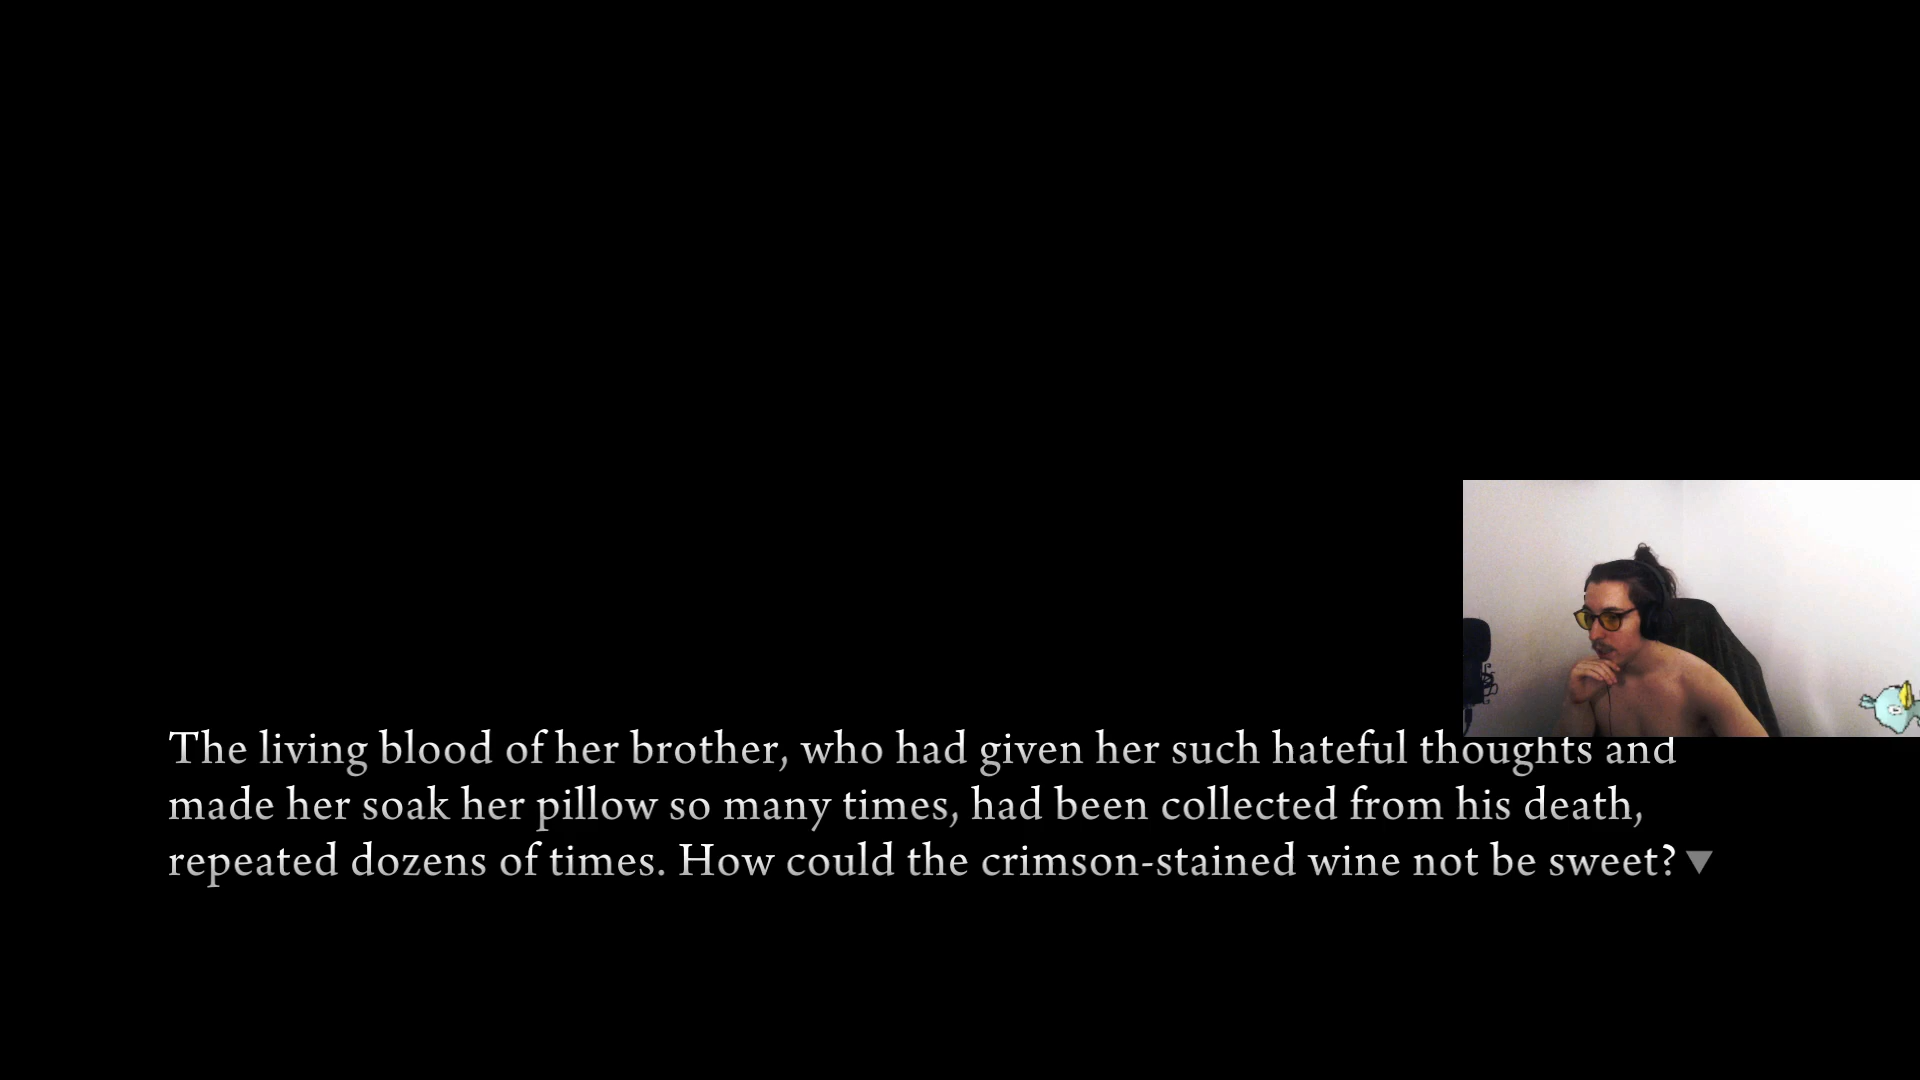 The living blood of her brother, who had given her such hateful thoughts and
made her soak her pillow so many times, had been collected from his death,
repeated dozens of times. How could the crimson-stained wine not be sweet?